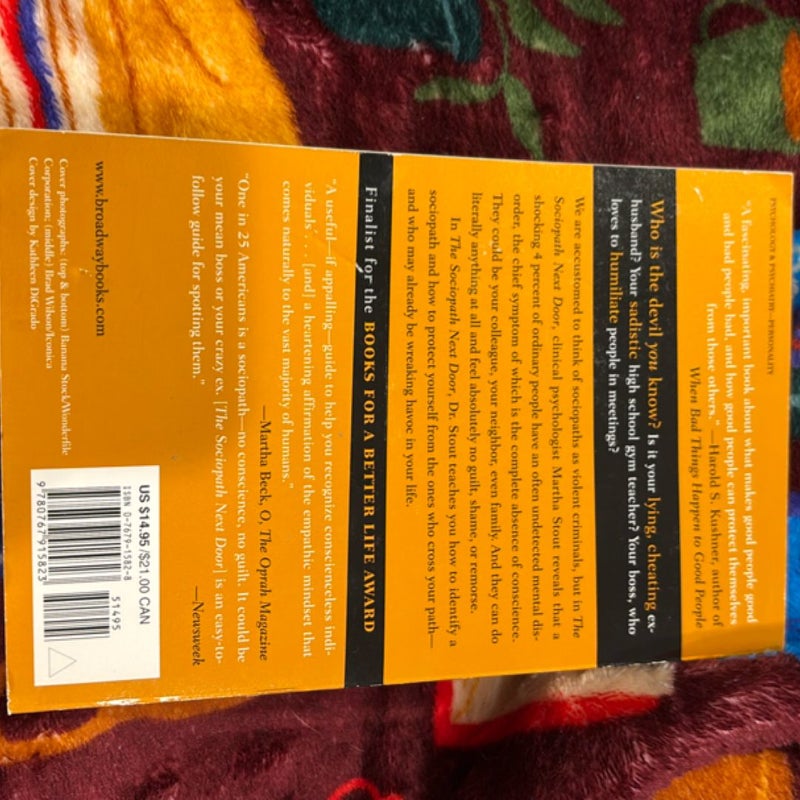 PSYCHOLOGY & PSYCHIATRY—PERSONALITY
"A fascinating, important book about what makes good people good
and bad people bad, and how good people can protect themselves
from those others." —Harold S. Kushner, author of
When Bad Things Happen to Good People
Who is the devil you know? Is it your lying, cheating ex-
husband? Your sadistic high school gym teacher? Your boss, who
loves to humiliate people in meetings?
We are accustomed to think of sociopaths as violent criminals, but in The
Sociopath Next Door, clinical psychologist Martha Stout reveals that a
shocking 4 percent of ordinary people have an often undetected mental dis-
order, the chief symptom of which is the complete absence of conscience.
They could be your colleague, your neighbor, even family. And they can do
literally anything at all and feel absolutely no guilt, shame, or remorse.
In The Sociopath Next Door, Dr. Stout teaches you how to identify a
sociopath and how to protect yourself from the ones who cross your path—
and who may already be wreaking havoc in your life.
Finalist for the BOOKS FOR A BETTER LIFE AWARD
"A useful—if appalling—guide to help you recognize conscienceless indi-
viduals . . . [and] a heartening affirmation of the empathic mindset that
comes naturally to the vast majority of humans."
—Martha Beck, O, The Oprah Magazine
"One in 25 Americans is a sociopath—no conscience, no guilt. It could be
your mean boss or your crazy ex. [The Sociopath Next Door] is an easy-to-
follow guide for spotting them."
—Newsweek
www.broadwaybooks.com
Cover photographs: (top & bottom) Banana Stock/Wonderfile
Corporation; (middle) Brad Wilson/Iconica
Cover design by Kathleen DiGrado
US $14.95/$21.00 CAN
ISBN 0-7679-1582-8
51495
9 780767 915823